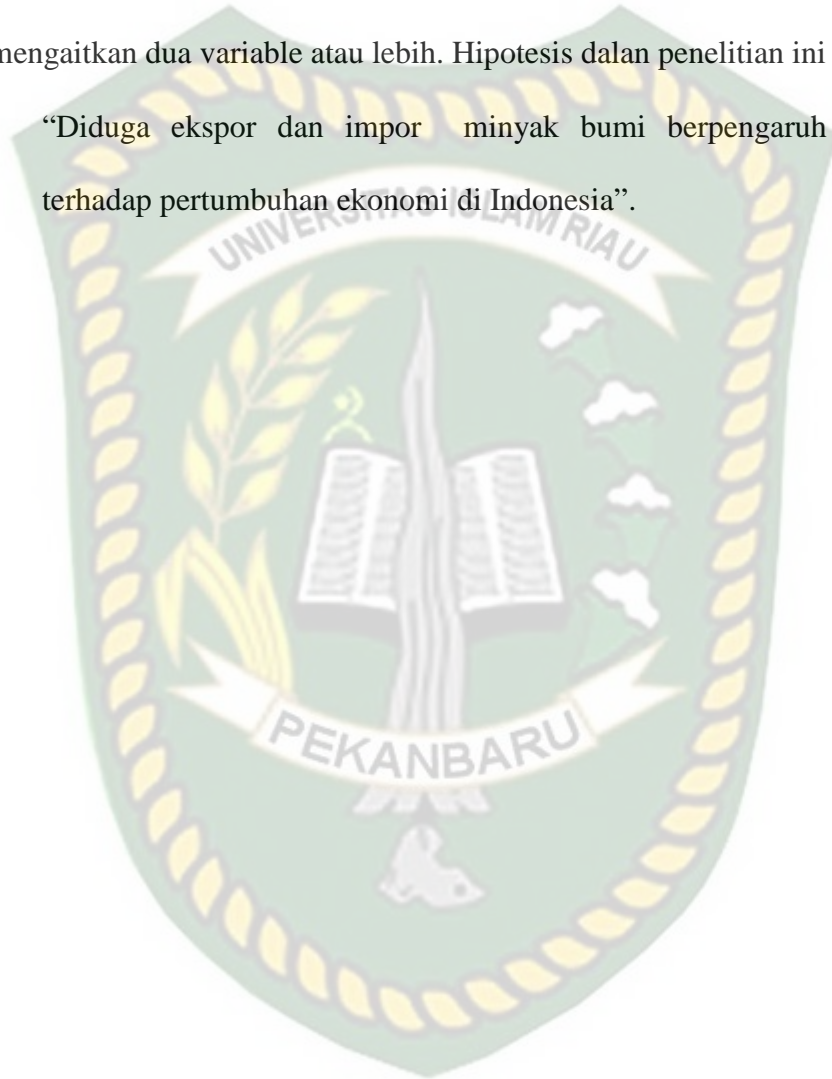 mengaitkan dua variable atau lebih. Hipotesis dalan penelitian ini
“Diduga ekspor dan impor minyak bumi berpengaruh
terhadap pertumbuhan ekonomi di Indonesia”.
UNIVERSITAS ISLAM RIAU
PEKANBARU